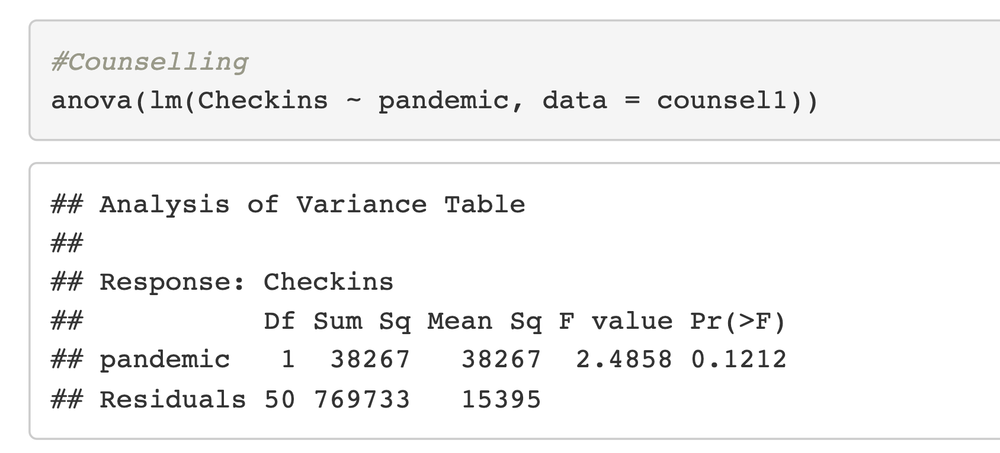 #Counselling
anova(lm(Checkins ~ pandemic, data = counsel1))
## Analysis of Variance Table
##
## Response: Checkins
##           Df Sum Sq Mean Sq F value Pr(>F)
## pandemic   1  38267   38267  2.4858 0.1212
## Residuals 50 769733   15395